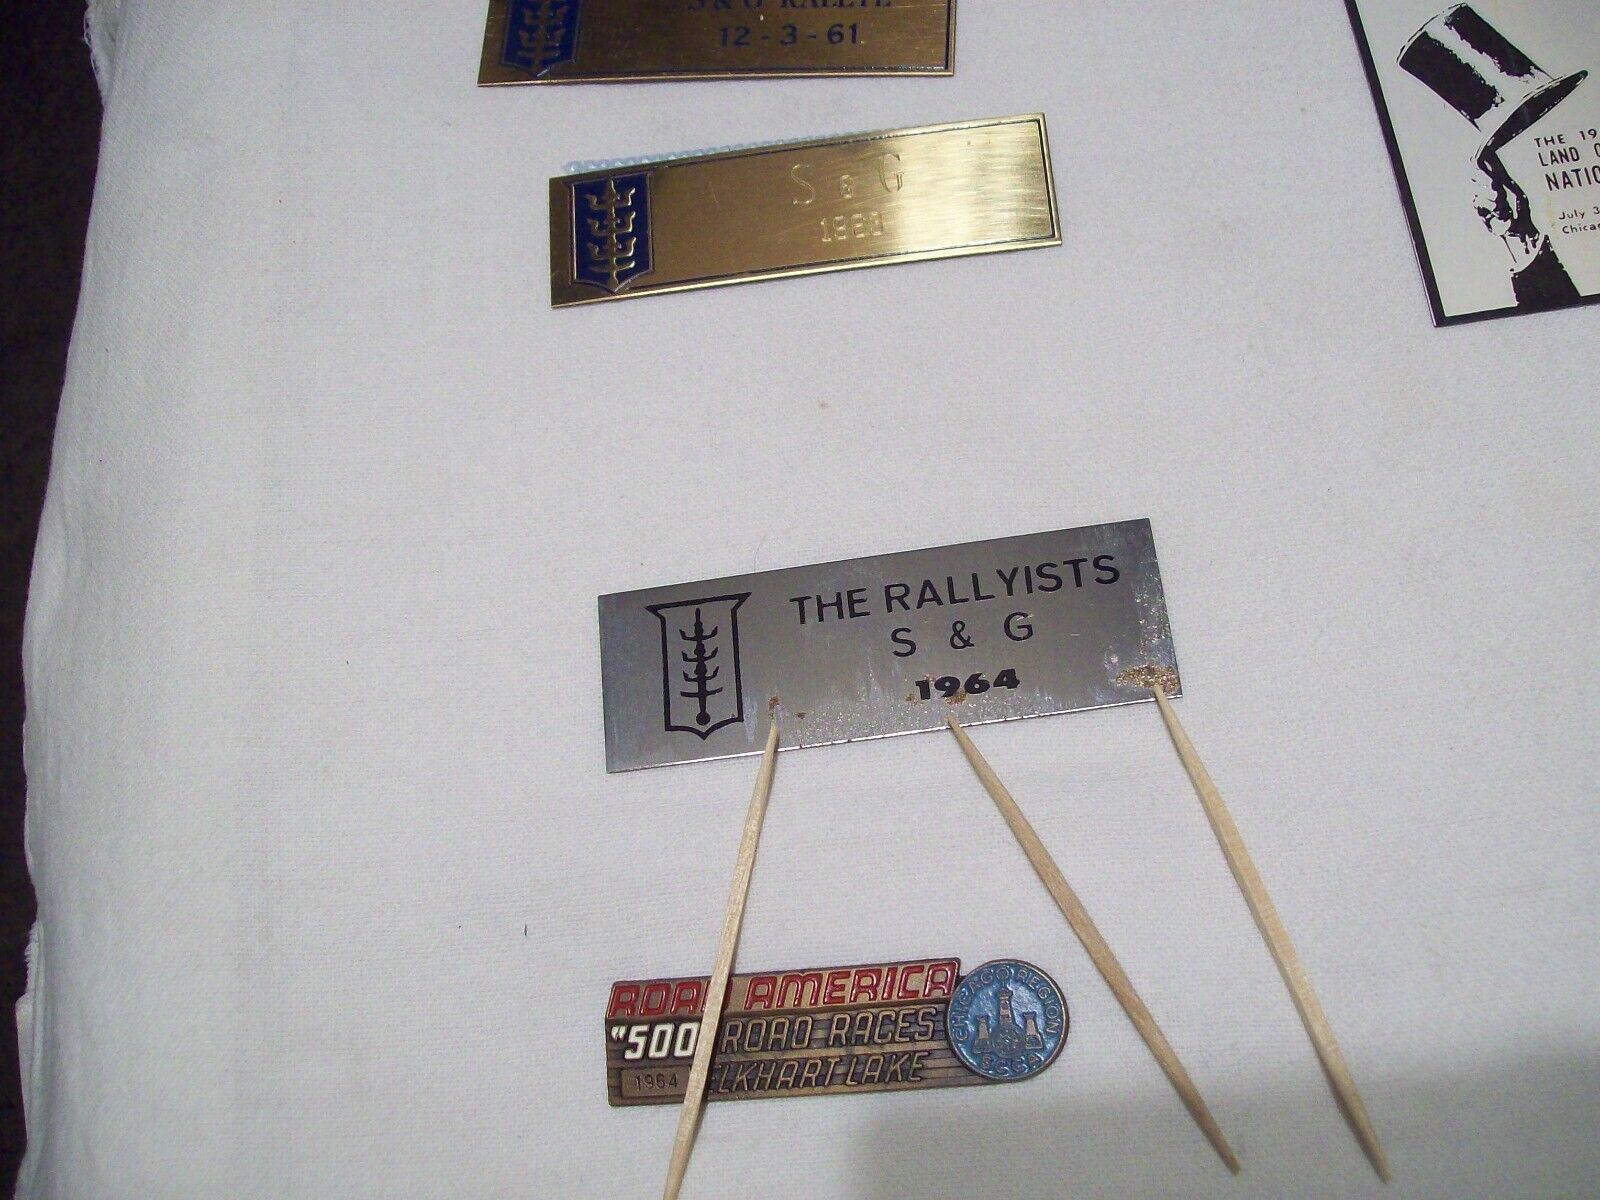 S & G RALLYE
12-3-61
S & G
THE 19
LAND
NATIO
July 3
Chica
THE RALLYISTS
S & G
1964
ROAD AMERICA
"500 ROAD RACES
1964 ELKHART LAKE
CHICAGO REGION
SCCA